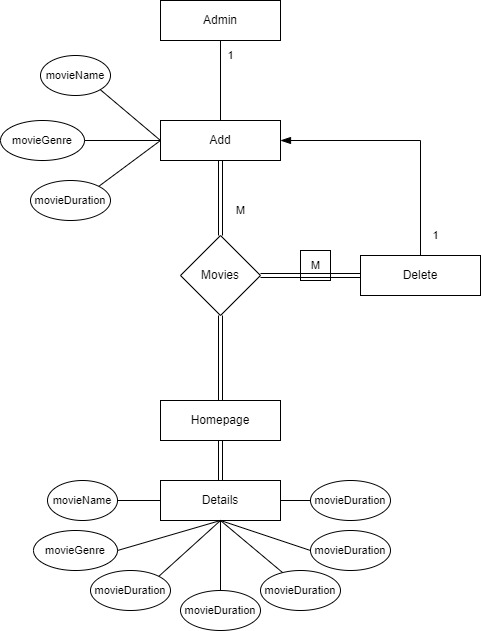 Admin
1
movieName
Add
movieGenre
movieDuration
M
1
Movies
M
Delete
Homepage
Details
movieName
movieDuration
movieGenre
movieDuration
movieDuration
movieDuration
movieDuration